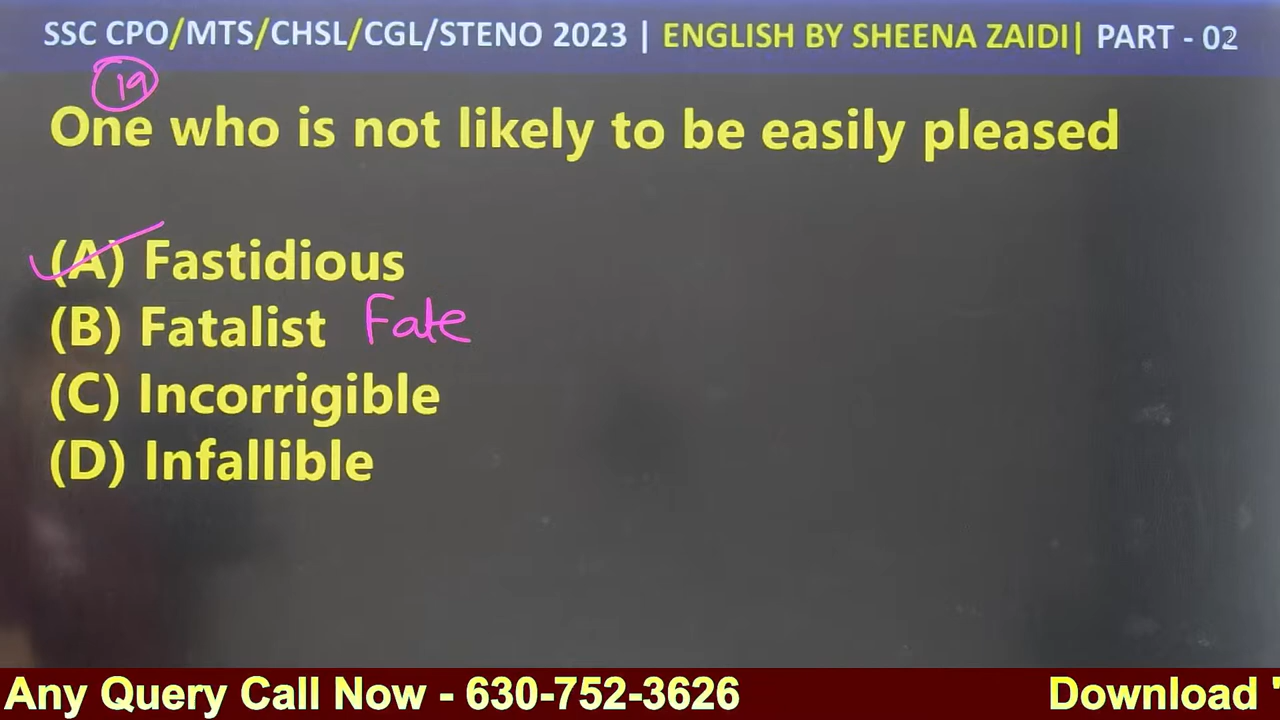 SSC CPO/MTS/CHSL/CGL/STENO 2023 | ENGLISH BY SHEENA ZAIDI| PART - 02
19
One who is not likely to be easily pleased
(A) Fastidious
(B) Fatalist Fate
(C) Incorrigible
(D) Infallible
Any Query Call Now - 630-752-3626 Download